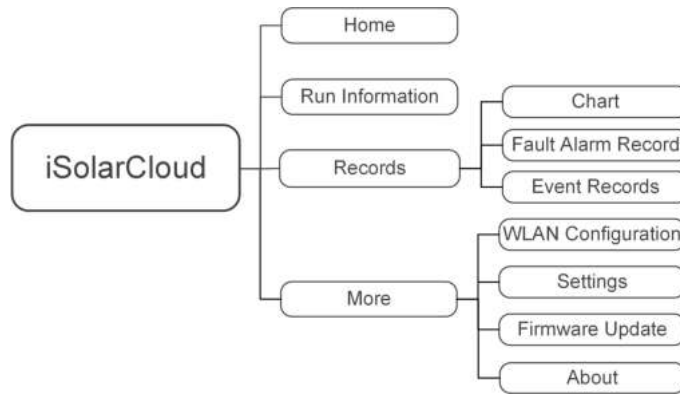 iSolarCloud
Home
Run Information
Records
Chart
Fault Alarm Record
Event Records
More
WLAN Configuration
Settings
Firmware Update
About